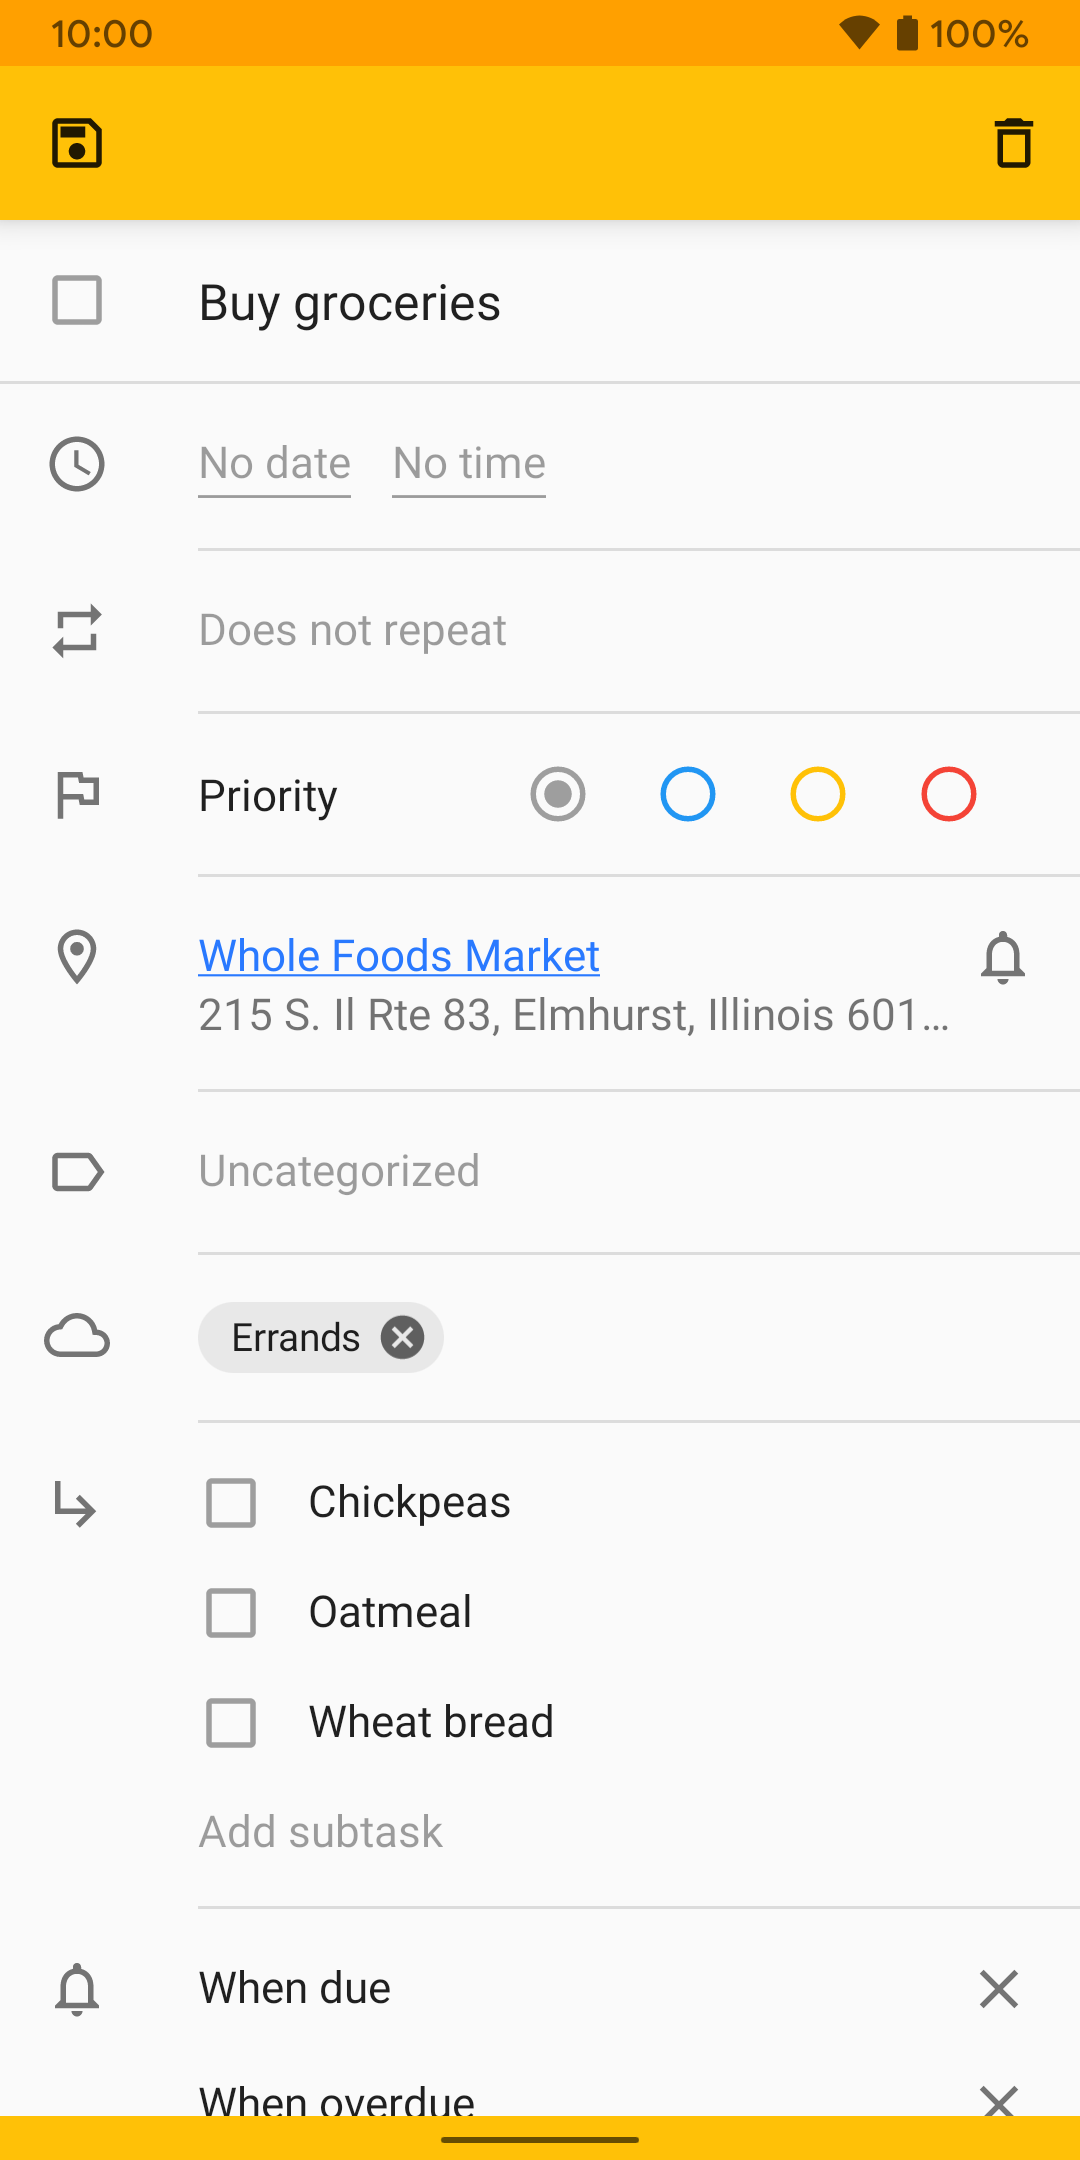 10:00 100%
Buy groceries
No date No time
Does not repeat
Priority
Whole Foods Market
215 S. Il Rte 83, Elmhurst, Illinois 601…
Uncategorized
Errands
Chickpeas
Oatmeal
Wheat bread
Add subtask
When due
When overdue